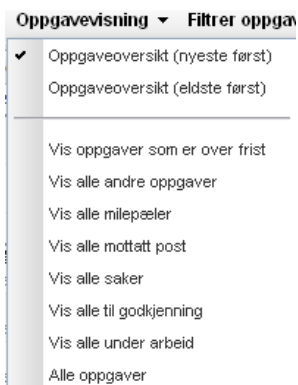 Oppgavevisning Filtrer oppgav
Oppgaveoversikt (nyeste først)
Oppgaveoversikt (eldste først)
Vis oppgaver som er over frist
Vis alle andre oppgaver
Vis alle milepæler
Vis alle mottatt post
Vis alle saker
Vis alle til godkjenning
Vis alle under arbeid
Alle oppgaver